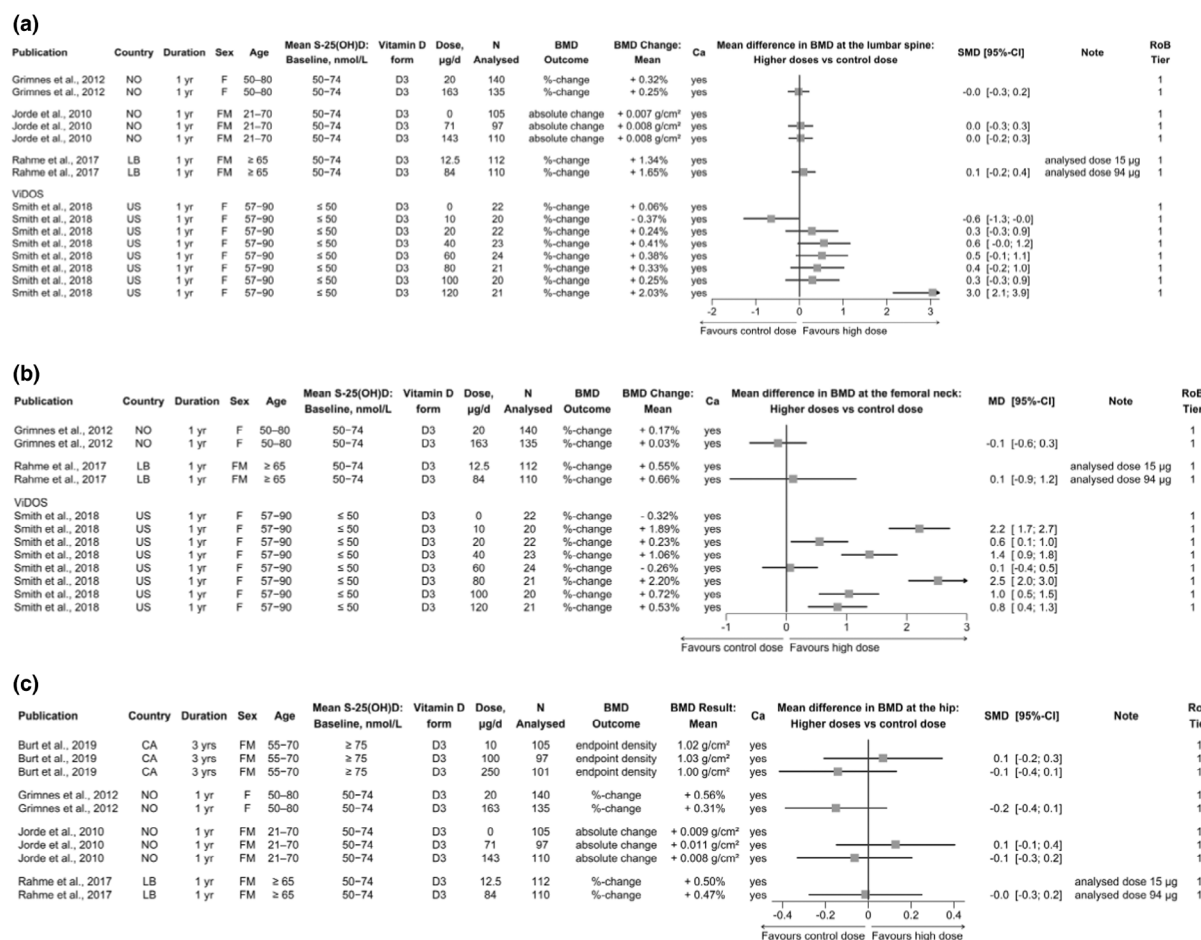 (a)
Publication Country Duration Sex Age Mean S-25(OH)D: Baseline, nmol/L Vitamin D form Dose, µg/d N Analysed BMD Outcome BMD Change: Mean Ca Mean difference in BMD at the lumbar spine: Higher doses vs control dose SMD [95%-CI] Note RoB Tier
Grimnes et al., 2012 NO 1 yr F 50–80 50−74 D3 20 140 %-change + 0.32% yes 1
Grimnes et al., 2012 NO 1 yr F 50–80 50−74 D3 163 135 %-change + 0.25% yes -0.0 [-0.3; 0.2] 1
Jorde et al., 2010 NO 1 yr FM 21–70 50−74 D3 0 105 absolute change + 0.007 g/cm² yes 1
Jorde et al., 2010 NO 1 yr FM 21–70 50−74 D3 71 97 absolute change + 0.008 g/cm² yes 0.0 [-0.3; 0.3] 1
Jorde et al., 2010 NO 1 yr FM 21–70 50−74 D3 143 110 absolute change + 0.008 g/cm² yes 0.0 [-0.2; 0.3] 1
Rahme et al., 2017 LB 1 yr FM ≥ 65 50−74 D3 12.5 112 %-change + 1.34% yes analysed dose 15 µg 1
Rahme et al., 2017 LB 1 yr FM ≥ 65 50−74 D3 84 110 %-change + 1.65% yes 0.1 [-0.2; 0.4] analysed dose 94 µg 1
ViDOS
Smith et al., 2018 US 1 yr F 57−90 ≤ 50 D3 0 22 %-change + 0.06% yes 1
Smith et al., 2018 US 1 yr F 57−90 ≤ 50 D3 10 20 %-change - 0.37% yes -0.6 [-1.3; -0.0] 1
Smith et al., 2018 US 1 yr F 57−90 ≤ 50 D3 20 22 %-change + 0.24% yes 0.3 [-0.3; 0.9] 1
Smith et al., 2018 US 1 yr F 57−90 ≤ 50 D3 40 23 %-change + 0.41% yes 0.6 [-0.0; 1.2] 1
Smith et al., 2018 US 1 yr F 57−90 ≤ 50 D3 60 24 %-change + 0.38% yes 0.5 [-0.1; 1.1] 1
Smith et al., 2018 US 1 yr F 57−90 ≤ 50 D3 80 21 %-change + 0.33% yes 0.4 [-0.2; 1.0] 1
Smith et al., 2018 US 1 yr F 57−90 ≤ 50 D3 100 20 %-change + 0.25% yes 0.3 [-0.3; 0.9] 1
Smith et al., 2018 US 1 yr F 57−90 ≤ 50 D3 120 21 %-change + 2.03% yes 3.0 [ 2.1; 3.9] 1
-2 -1 0 1 2 3
Favours control dose Favours high dose
(b)
Publication Country Duration Sex Age Mean S-25(OH)D: Baseline, nmol/L Vitamin D form Dose, µg/d N Analysed BMD Outcome BMD Change: Mean Ca Mean difference in BMD at the femoral neck: Higher doses vs control dose MD [95%-CI] Note RoB Tier
Grimnes et al., 2012 NO 1 yr F 50–80 50−74 D3 20 140 %-change + 0.17% yes 1
Grimnes et al., 2012 NO 1 yr F 50–80 50−74 D3 163 135 %-change + 0.03% yes -0.1 [-0.6; 0.3] 1
Rahme et al., 2017 LB 1 yr FM ≥ 65 50−74 D3 12.5 112 %-change + 0.55% yes analysed dose 15 µg 1
Rahme et al., 2017 LB 1 yr FM ≥ 65 50−74 D3 84 110 %-change + 0.66% yes 0.1 [-0.9; 1.2] analysed dose 94 µg 1
ViDOS
Smith et al., 2018 US 1 yr F 57−90 ≤ 50 D3 0 22 %-change - 0.32% yes 1
Smith et al., 2018 US 1 yr F 57−90 ≤ 50 D3 10 20 %-change + 1.89% yes 2.2 [ 1.7; 2.7] 1
Smith et al., 2018 US 1 yr F 57−90 ≤ 50 D3 20 22 %-change + 0.23% yes 0.6 [ 0.1; 1.0] 1
Smith et al., 2018 US 1 yr F 57−90 ≤ 50 D3 40 23 %-change + 1.06% yes 1.4 [ 0.9; 1.8] 1
Smith et al., 2018 US 1 yr F 57−90 ≤ 50 D3 60 24 %-change - 0.26% yes 0.1 [-0.4; 0.5] 1
Smith et al., 2018 US 1 yr F 57−90 ≤ 50 D3 80 21 %-change + 2.20% yes 2.5 [ 2.0; 3.0] 1
Smith et al., 2018 US 1 yr F 57−90 ≤ 50 D3 100 20 %-change + 0.72% yes 1.0 [ 0.5; 1.5] 1
Smith et al., 2018 US 1 yr F 57−90 ≤ 50 D3 120 21 %-change + 0.53% yes 0.8 [ 0.4; 1.3] 1
-1 0 1 2 3
Favours control dose Favours high dose
(c)
Publication Country Duration Sex Age Mean S-25(OH)D: Baseline, nmol/L Vitamin D form Dose, µg/d N Analysed BMD Outcome BMD Result: Mean Ca Mean difference in BMD at the hip: Higher doses vs control dose SMD [95%-CI] Note Ro Tie
Burt et al., 2019 CA 3 yrs FM 55–70 ≥ 75 D3 10 105 endpoint density 1.02 g/cm² yes 1
Burt et al., 2019 CA 3 yrs FM 55–70 ≥ 75 D3 100 97 endpoint density 1.03 g/cm² yes 0.1 [-0.2; 0.3] 1
Burt et al., 2019 CA 3 yrs FM 55–70 ≥ 75 D3 250 101 endpoint density 1.00 g/cm² yes -0.1 [-0.4; 0.1] 1
Grimnes et al., 2012 NO 1 yr F 50–80 50−74 D3 20 140 %-change + 0.56% yes 1
Grimnes et al., 2012 NO 1 yr F 50–80 50−74 D3 163 135 %-change + 0.31% yes -0.2 [-0.4; 0.1] 1
Jorde et al., 2010 NO 1 yr FM 21–70 50−74 D3 0 105 absolute change + 0.009 g/cm² yes 1
Jorde et al., 2010 NO 1 yr FM 21–70 50−74 D3 71 97 absolute change + 0.011 g/cm² yes 0.1 [-0.1; 0.4] 1
Jorde et al., 2010 NO 1 yr FM 21–70 50−74 D3 143 110 absolute change + 0.008 g/cm² yes -0.1 [-0.3; 0.2] 1
Rahme et al., 2017 LB 1 yr FM ≥ 65 50−74 D3 12.5 112 %-change + 0.50% yes analysed dose 15 µg 1
Rahme et al., 2017 LB 1 yr FM ≥ 65 50−74 D3 84 110 %-change + 0.47% yes -0.0 [-0.3; 0.2] analysed dose 94 µg 1
-0.4 -0.2 0 0.2 0.4
Favours control dose Favours high dose